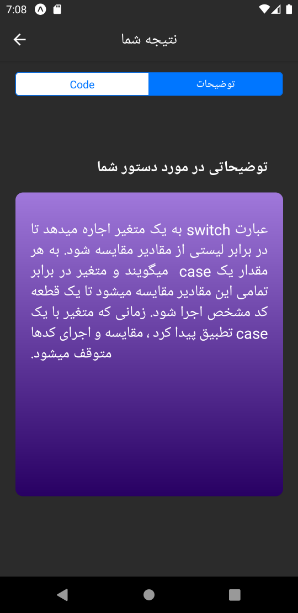 7:08
نتیجه شما
Code
توضیحات
توضیحاتی در مورد دستور شما
عبارت switch به یک متغیر اجاره میدهد تا
در برابر لیستی از مقادیر مقایسه شود. به هر
مقدار یک case میگویند و متغیر در برابر
تمامی این مقادیر مقایسه میشود تا یک قطعه
کد مشخص اجرا شود. زمانی که متغیر با یک
case تطبیق پیدا کرد ، مقایسه و اجرای کدها
متوقف میشود.